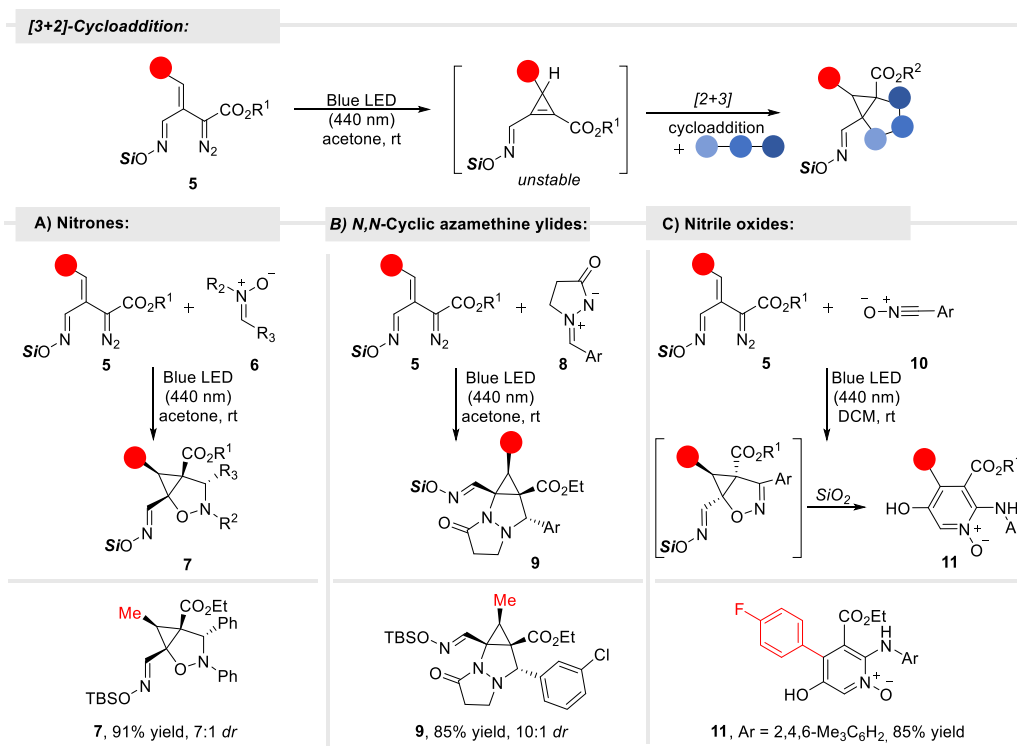 [3+2]-Cycloaddition:
CO₂R¹
N₂
N
SiO
5
Blue LED
(440 nm)
acetone, rt
H
CO₂R¹
N
SiO
unstable
[2+3]
cycloaddition
+
CO₂R²
N
SiO
A) Nitrones:
CO₂R¹
N₂
N
SiO
5
+
R₂-N⁺
O⁻
R₃
6
Blue LED
(440 nm)
acetone, rt
CO₂R¹
R₃
O
N
R²
N
SiO
7
B) N,N-Cyclic azamethine ylides:
CO₂R¹
N₂
N
SiO
5
+
O
N⁻
N⁺
Ar
8
Blue LED
(440 nm)
acetone, rt
SiO
N
CO₂Et
N
N
O
Ar
9
C) Nitrile oxides:
CO₂R¹
N₂
N
SiO
5
+
⁻O-N⁺
Ar
10
Blue LED
(440 nm)
DCM, rt
CO₂R¹
Ar
O
N
N
SiO
SiO₂
CO₂R
HO
NH
A
N⁺
O⁻
11
Me
CO₂Et
Ph
O
N
Ph
N
TBSO
7, 91% yield, 7:1 dr
Me
TBSO
N
CO₂Et
Cl
N
N
O
9, 85% yield, 10:1 dr
F
CO₂Et
H
N
Ar
HO
N⁺
O⁻
11, Ar = 2,4,6-Me₃C₆H₂, 85% yield